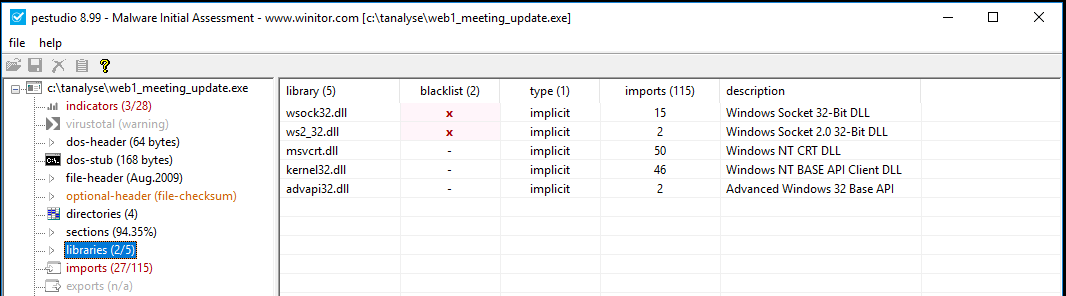 pestudio 8.99 - Malware Initial Assessment - www.winitor.com [c:\tanalyse\web1_meeting_update.exe]
file help
?
c:\tanalyse\web1_meeting_update.exe
indicators (3/28)
virustotal (warning)
dos-header (64 bytes)
dos-stub (168 bytes)
file-header (Aug.2009)
optional-header (file-checksum)
directories (4)
sections (94.35%)
libraries (2/5)
imports (27/115)
exports (n/a)
library (5) blacklist (2) type (1) imports (115) description
wsock32.dll x implicit 15 Windows Socket 32-Bit DLL
ws2_32.dll x implicit 2 Windows Socket 2.0 32-Bit DLL
msvcrt.dll - implicit 50 Windows NT CRT DLL
kernel32.dll - implicit 46 Windows NT BASE API Client DLL
advapi32.dll - implicit 2 Advanced Windows 32 Base API